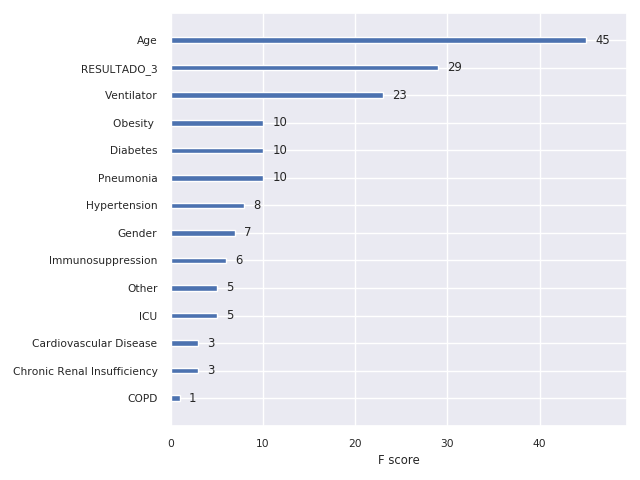 Age 45
RESULTADO_3 29
Ventilator 23
Obesity 10
Diabetes 10
Pneumonia 10
Hypertension 8
Gender 7
Immunosuppression 6
Other 5
ICU 5
Cardiovascular Disease 3
Chronic Renal Insufficiency 3
COPD 1
0 10 20 30 40
F score